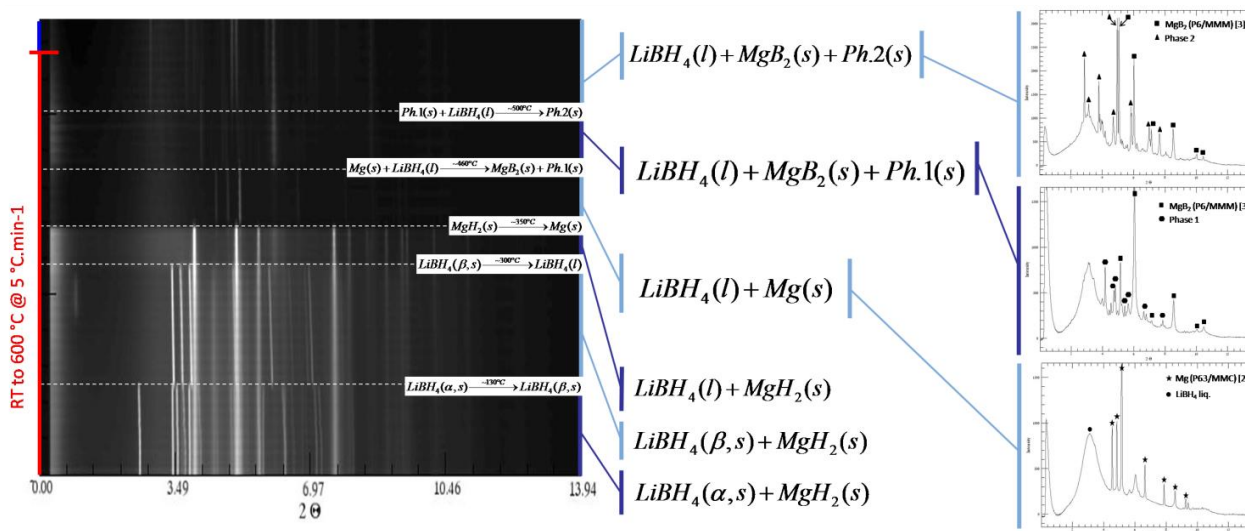 RT to 600 °C @ 5 °C.min-1
Ph.1(s) + LiBH4(l) ~500°C → Ph.2(s)
Mg(s) + LiBH4(l) ~460°C → MgB2(s) + Ph.1(s)
MgH2(s) ~350°C → Mg(s)
LiBH4(β,s) ~300°C → LiBH4(l)
LiBH4(α,s) ~130°C → LiBH4(β,s)
0.00 3.49 6.97 10.46 13.94
2 Θ
LiBH4(l) + MgB2(s) + Ph.2(s)
LiBH4(l) + MgB2(s) + Ph.1(s)
LiBH4(l) + Mg(s)
LiBH4(l) + MgH2(s)
LiBH4(β,s) + MgH2(s)
LiBH4(α,s) + MgH2(s)
MgB2 (P6/MMM) [3]
Phase 2
MgB2 (P6/MMM) [3
Phase 1
Mg (P63/MMC) [2
LiBH4 liq.